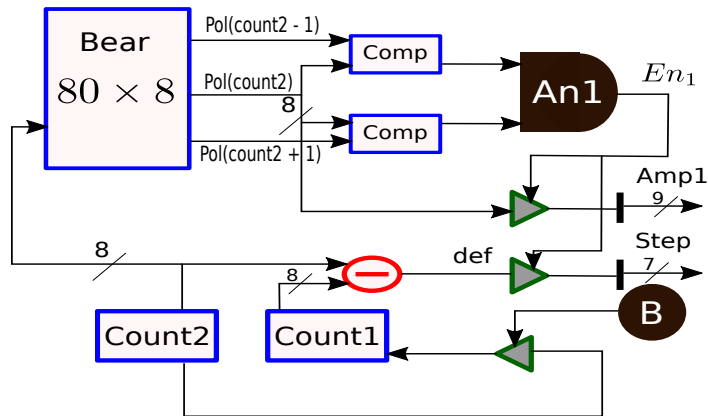 Pol(count2 - 1)
Bear
80 × 8
Comp
Pol(count2)
8
An1
En₁
Comp
Pol(count2 + 1)
Amp1
9
Step
8
def
7
8
B
Count2
Count1